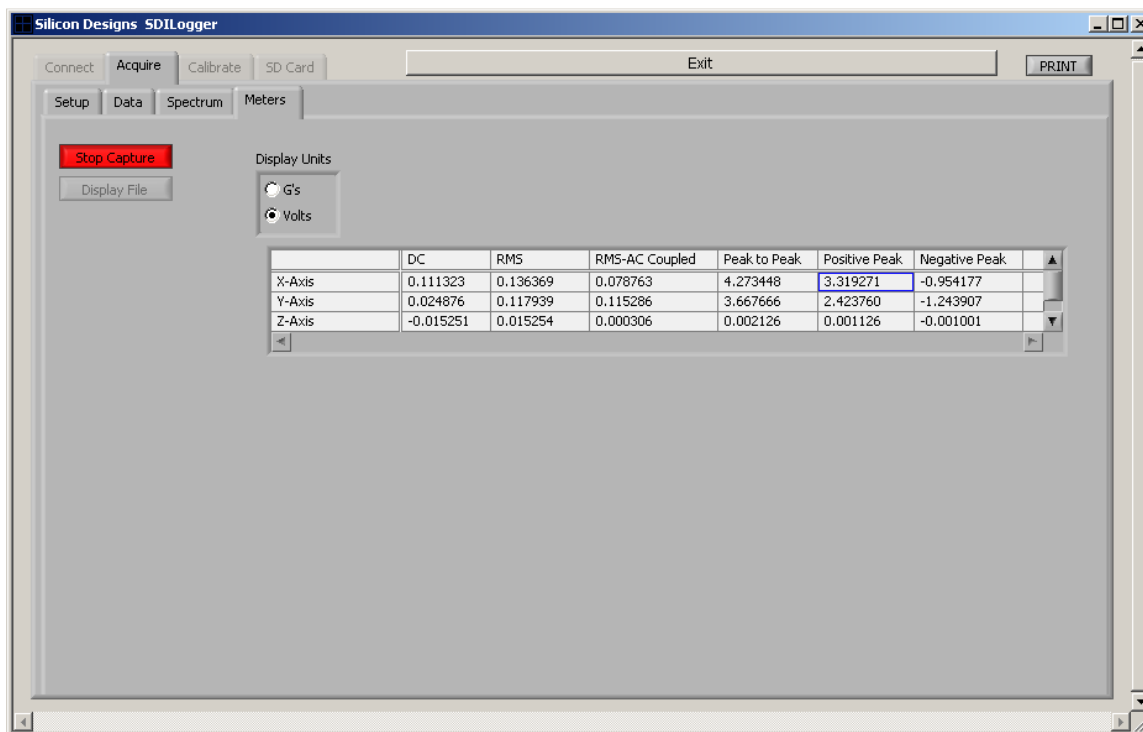 Silicon Designs SDILogger
Connect Acquire Calibrate SD Card Exit PRINT
Setup Data Spectrum Meters
Stop Capture
Display File
Display Units
G's
Volts
DC RMS RMS-AC Coupled Peak to Peak Positive Peak Negative Peak
X-Axis 0.111323 0.136369 0.078763 4.273448 3.319271 -0.954177
Y-Axis 0.024876 0.117939 0.115286 3.667666 2.423760 -1.243907
Z-Axis -0.015251 0.015254 0.000306 0.002126 0.001126 -0.001001